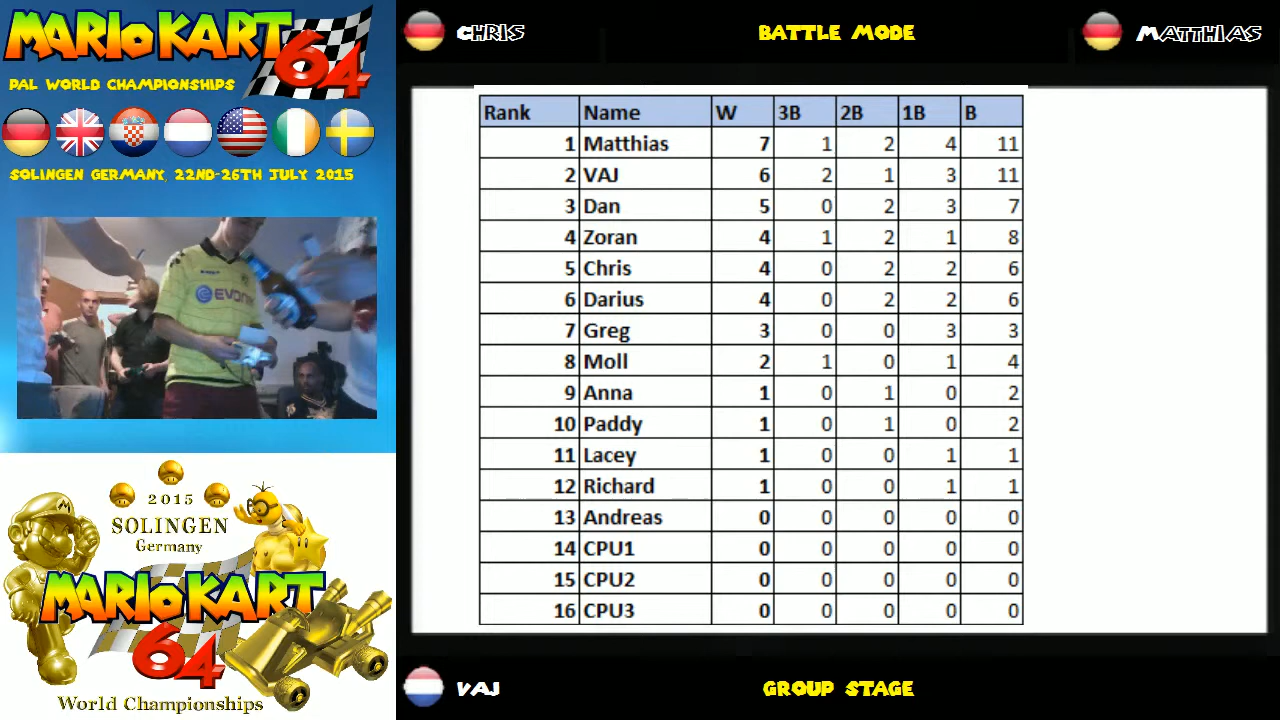 MARIO KART
64
PAL WORLD CHAMPIONSHIPS
SOLINGEN GERMANY, 22ND-26TH JULY 2015
EVONIK
2015
SOLINGEN
Germany
MARIO KART
64
World Championships
CHRIS
BATTLE MODE
MATTHIAS
Rank Name W 3B 2B 1B B
1 Matthias 7 1 2 4 11
2 VAJ 6 2 1 3 11
3 Dan 5 0 2 3 7
4 Zoran 4 1 2 1 8
5 Chris 4 0 2 2 6
6 Darius 4 0 2 2 6
7 Greg 3 0 0 3 3
8 Moll 2 1 0 1 4
9 Anna 1 0 1 0 2
10 Paddy 1 0 1 0 2
11 Lacey 1 0 0 1 1
12 Richard 1 0 0 1 1
13 Andreas 0 0 0 0 0
14 CPU1 0 0 0 0 0
15 CPU2 0 0 0 0 0
16 CPU3 0 0 0 0 0
VAJ
GROUP STAGE